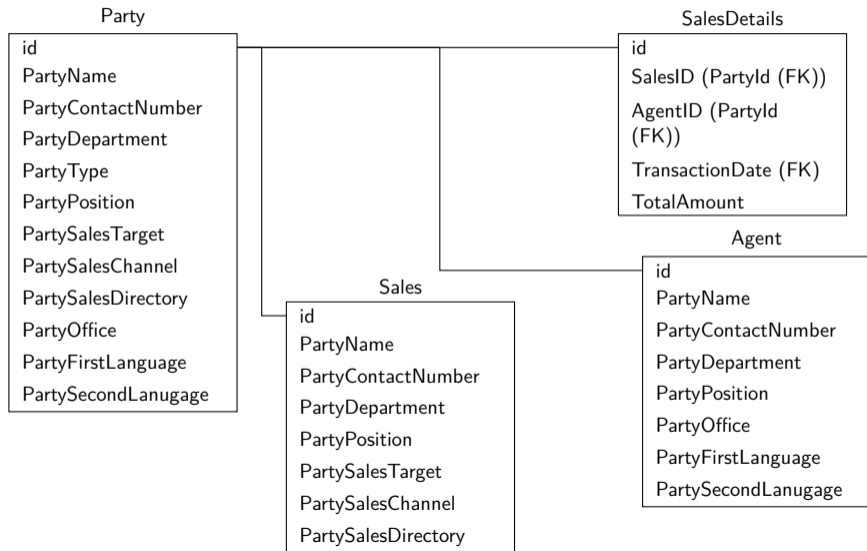 Party
id
PartyName
PartyContactNumber
PartyDepartment
PartyType
PartyPosition
PartySalesTarget
PartySalesChannel
PartySalesDirectory
PartyOffice
PartyFirstLanguage
PartySecondLanugage
SalesDetails
id
SalesID (PartyId (FK))
AgentID (PartyId
(FK))
TransactionDate (FK)
TotalAmount
Sales
id
PartyName
PartyContactNumber
PartyDepartment
PartyPosition
PartySalesTarget
PartySalesChannel
PartySalesDirectory
Agent
id
PartyName
PartyContactNumber
PartyDepartment
PartyPosition
PartyOffice
PartyFirstLanguage
PartySecondLanugage